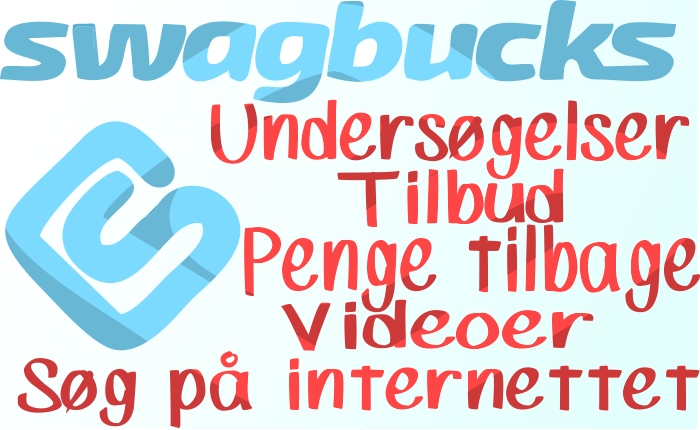 swagbucks
Undersøgelser
Tilbud
Penge tilbage
Videoer
Søg på internettet